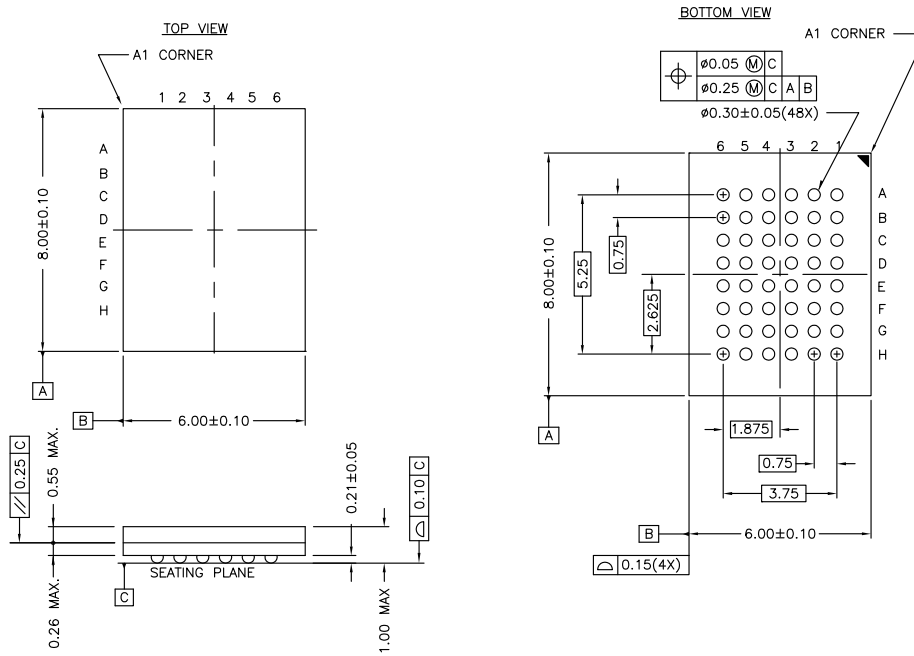 TOP VIEW
A1 CORNER
1 2 3 4 5 6
A
B
C
D
E
F
G
H
8.00±0.10
A
B
6.00±0.10
// 0.25 C
0.55 MAX.
0.26 MAX.
0.21±0.05
⌓ 0.10 C
SEATING PLANE
C
1.00 MAX
BOTTOM VIEW
A1 CORNER
⌖ ⌀0.05 Ⓜ C
⌀0.25 Ⓜ C A B
⌀0.30±0.05(48X)
6 5 4 3 2 1
A
B
C
D
E
F
G
H
8.00±0.10
5.25
0.75
2.625
1.875
0.75
3.75
A
B
6.00±0.10
⌓ 0.15(4X)